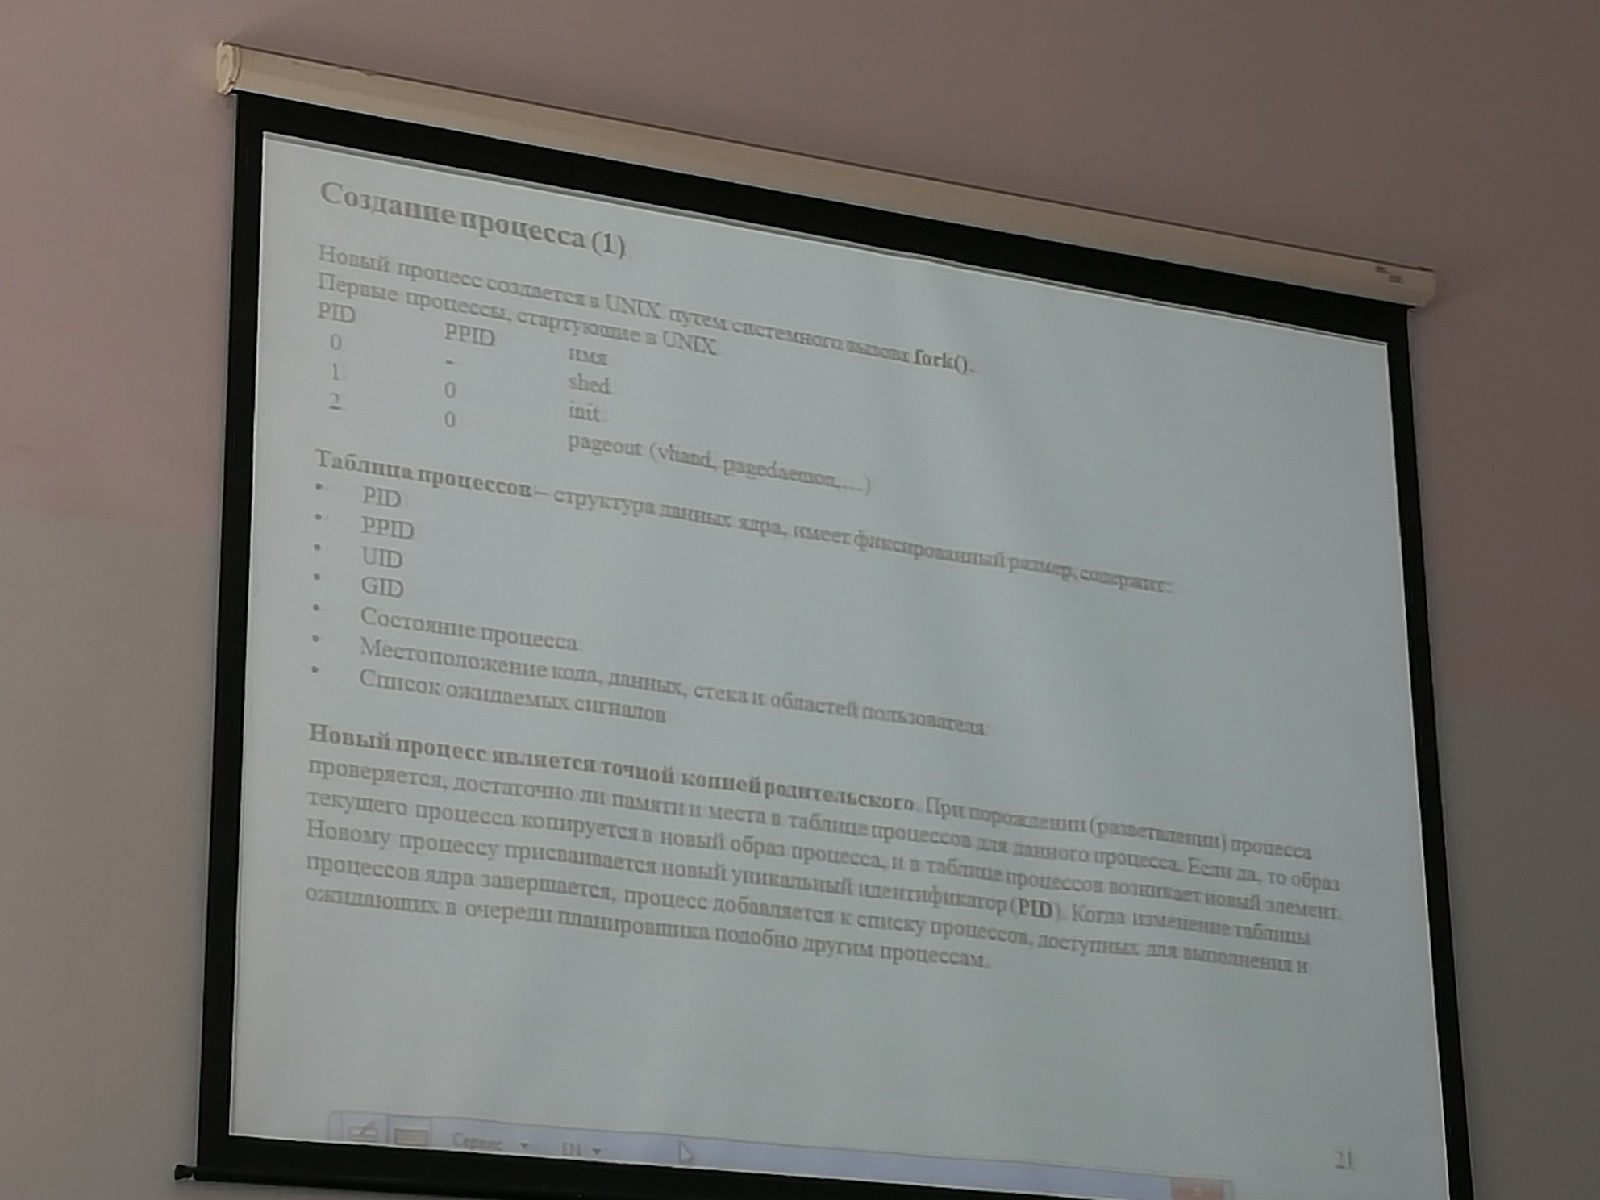 Создание процесса (1)
Новый процесс создается в UNIX путем системного вызова fork().
Первые процессы, стартующие в UNIX
PID PPID имя
0 - shed
1 0 init
2 0 pageout (vhand, pagedaemon,...)
Таблица процессов – структура данных ядра, имеет фиксированный размер, содержит:
• PID
• PPID
• UID
• GID
• Состояние процесса
• Местоположение кода, данных, стека и областей пользователя
• Список ожидаемых сигналов
Новый процесс является точной копией родительского. При порождении (разветвлении) процесса
проверяется, достаточно ли памяти и места в таблице процессов для данного процесса. Если да, то образ
текущего процесса копируется в новый образ процесса, и в таблице процессов возникает новый элемент.
Новому процессу присваивается новый уникальный идентификатор (PID). Когда изменение таблицы
процессов ядра завершается, процесс добавляется к списку процессов, доступных для выполнения и
ожидающих в очереди планировщика подобно другим процессам.
Сервис EN
21